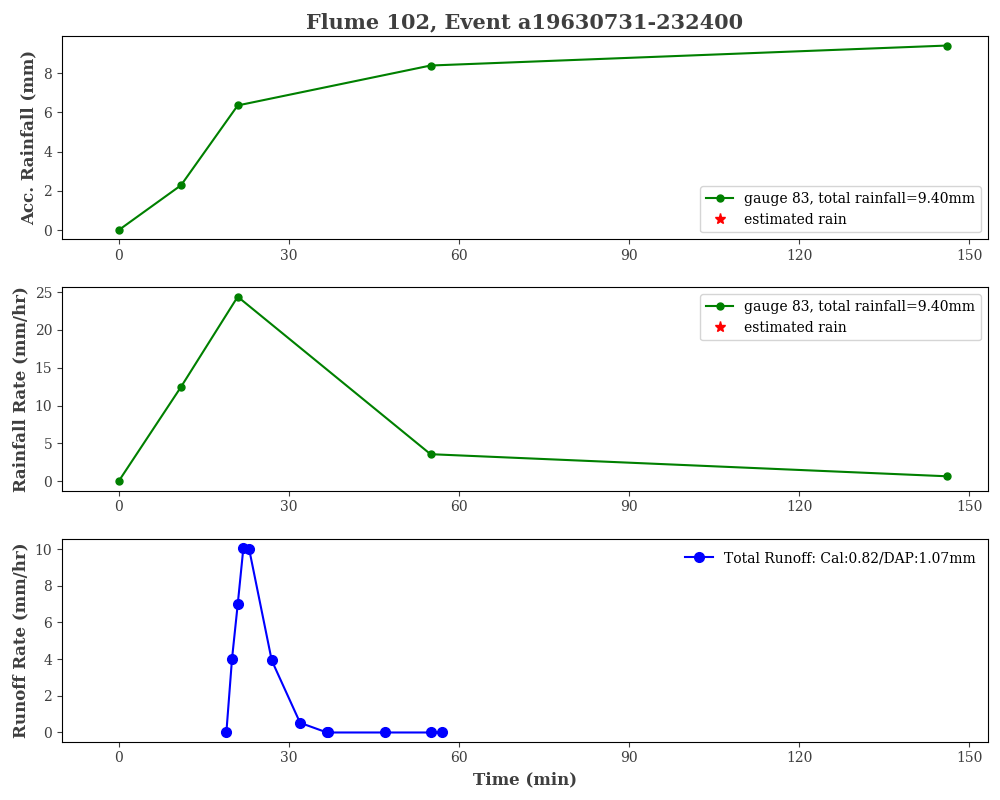 Flume 102, Event a19630731-232400
Acc. Rainfall (mm)
8
6
4
2
0
gauge 83, total rainfall=9.40mm
estimated rain
0 30 60 90 120 150
Rainfall Rate (mm/hr)
25
20
15
10
5
0
gauge 83, total rainfall=9.40mm
estimated rain
0 30 60 90 120 150
Runoff Rate (mm/hr)
10
8
6
4
2
0
Total Runoff: Cal:0.82/DAP:1.07mm
0 30 60 90 120 150
Time (min)